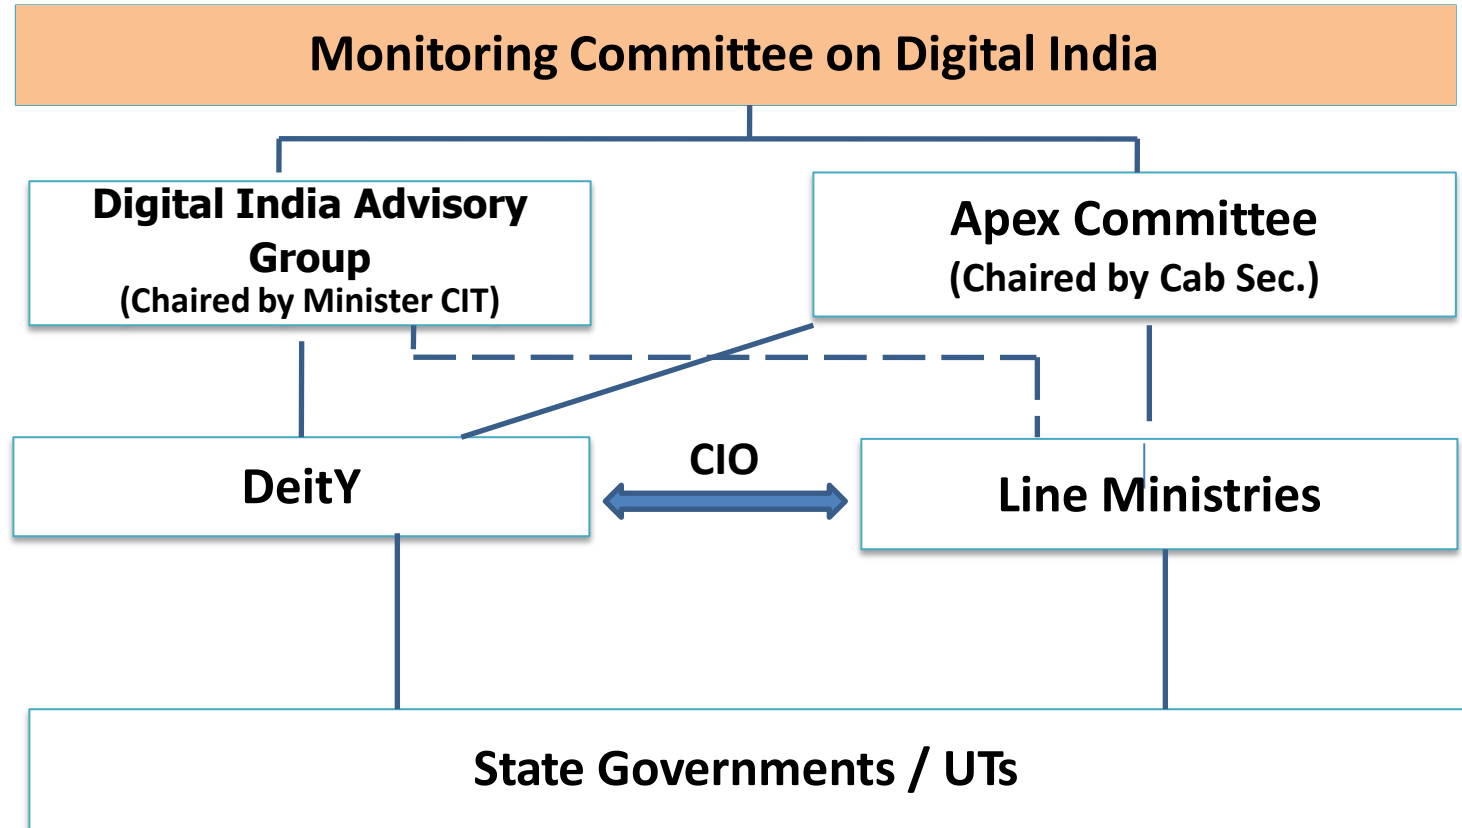 Monitoring Committee on Digital India
Digital India Advisory
Group
(Chaired by Minister CIT)
Apex Committee
(Chaired by Cab Sec.)
DeitY
CIO
Line Ministries
State Governments / UTs